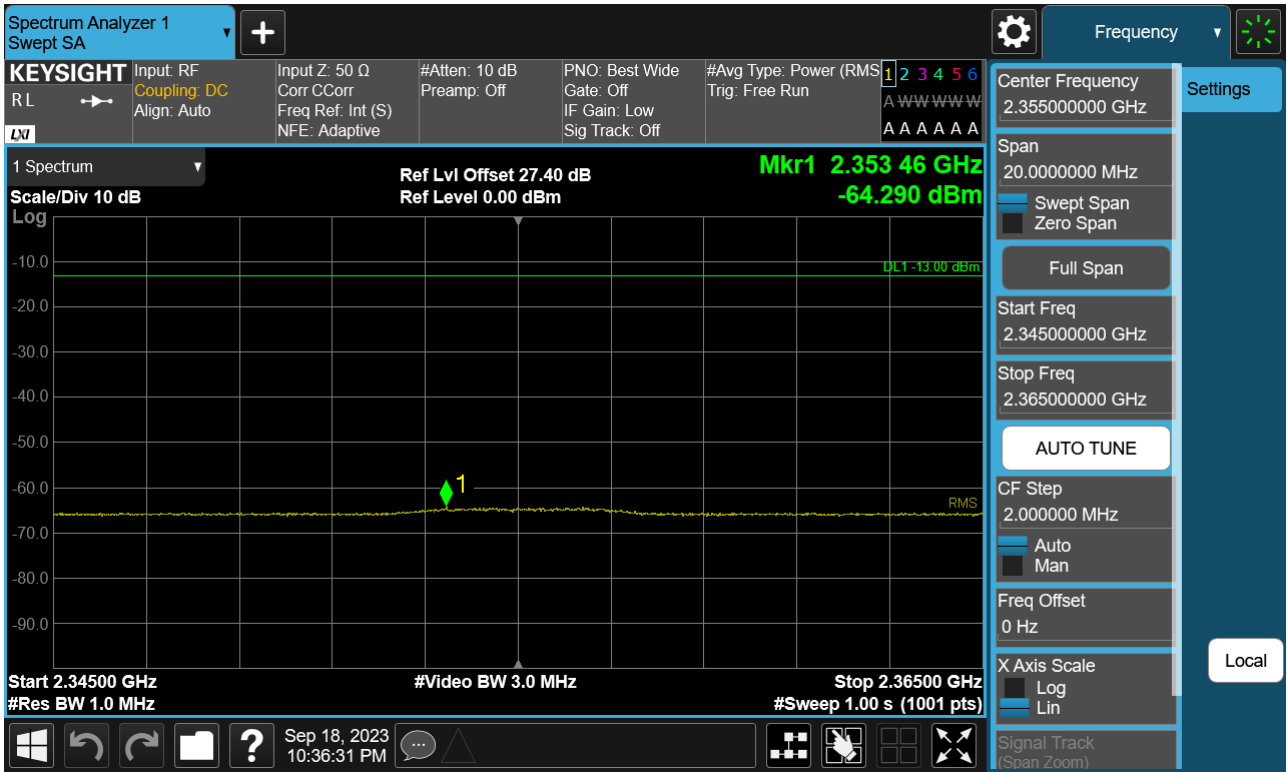 Spectrum Analyzer 1
Swept SA
Frequency
KEYSIGHT
R L
LXI
Input: RF
Coupling: DC
Align: Auto
Input Z: 50 Ω
Corr CCorr
Freq Ref: Int (S)
NFE: Adaptive
#Atten: 10 dB
Preamp: Off
PNO: Best Wide
Gate: Off
IF Gain: Low
Sig Track: Off
#Avg Type: Power (RMS
Trig: Free Run
1 2 3 4 5 6
A W W W W W
A A A A A A
1 Spectrum
Scale/Div 10 dB
Log
Ref Lvl Offset 27.40 dB
Ref Level 0.00 dBm
Mkr1 2.353 46 GHz
-64.290 dBm
-10.0
DL1 -13.00 dBm
-20.0
-30.0
-40.0
-50.0
-60.0
1
RMS
-70.0
-80.0
-90.0
Start 2.34500 GHz
#Res BW 1.0 MHz
#Video BW 3.0 MHz
Stop 2.36500 GHz
#Sweep 1.00 s (1001 pts)
Center Frequency
2.355000000 GHz
Settings
Span
20.0000000 MHz
Swept Span
Zero Span
Full Span
Start Freq
2.345000000 GHz
Stop Freq
2.365000000 GHz
AUTO TUNE
CF Step
2.000000 MHz
Auto
Man
Freq Offset
0 Hz
X Axis Scale
Log
Lin
Local
Signal Track
(Span Zoom)
?
Sep 18, 2023
10:36:31 PM